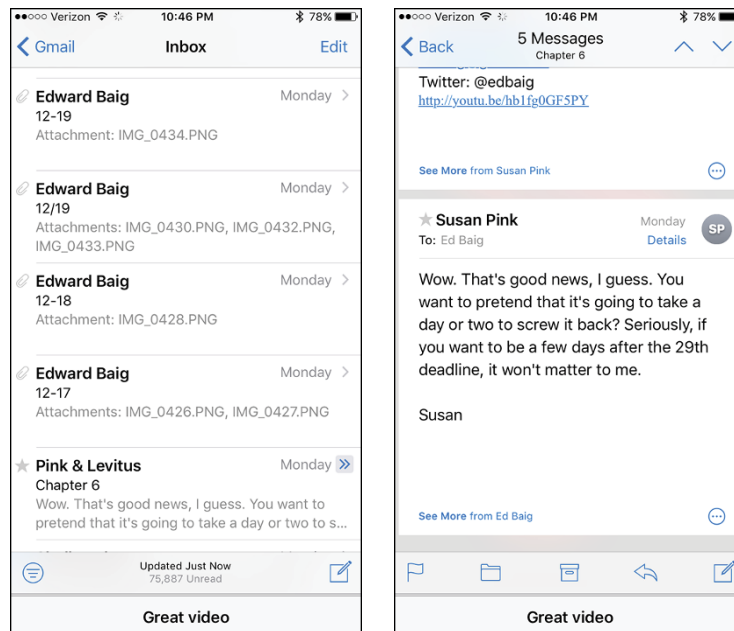 Verizon
10:46 PM
78%
Gmail
Inbox
Edit
Edward Baig
Monday
12-19
Attachment: IMG_0434.PNG
Edward Baig
Monday
12/19
Attachments: IMG_0430.PNG, IMG_0432.PNG,
IMG_0433.PNG
Edward Baig
Monday
12-18
Attachment: IMG_0428.PNG
Edward Baig
Monday
12-17
Attachments: IMG_0426.PNG, IMG_0427.PNG
Pink & Levitus
Monday
Chapter 6
Wow. That's good news, I guess. You want to
pretend that it's going to take a day or two to s...
Updated Just Now
75,887 Unread
Great video
Verizon
10:46 PM
78%
Back
5 Messages
Chapter 6
Twitter: @edbaig
http://youtu.be/hb1fg0GF5PY
See More from Susan Pink
Susan Pink
Monday
SP
To: Ed Baig
Details
Wow. That's good news, I guess. You
want to pretend that it's going to take a
day or two to screw it back? Seriously, if
you want to be a few days after the 29th
deadline, it won't matter to me.
Susan
See More from Ed Baig
Great video